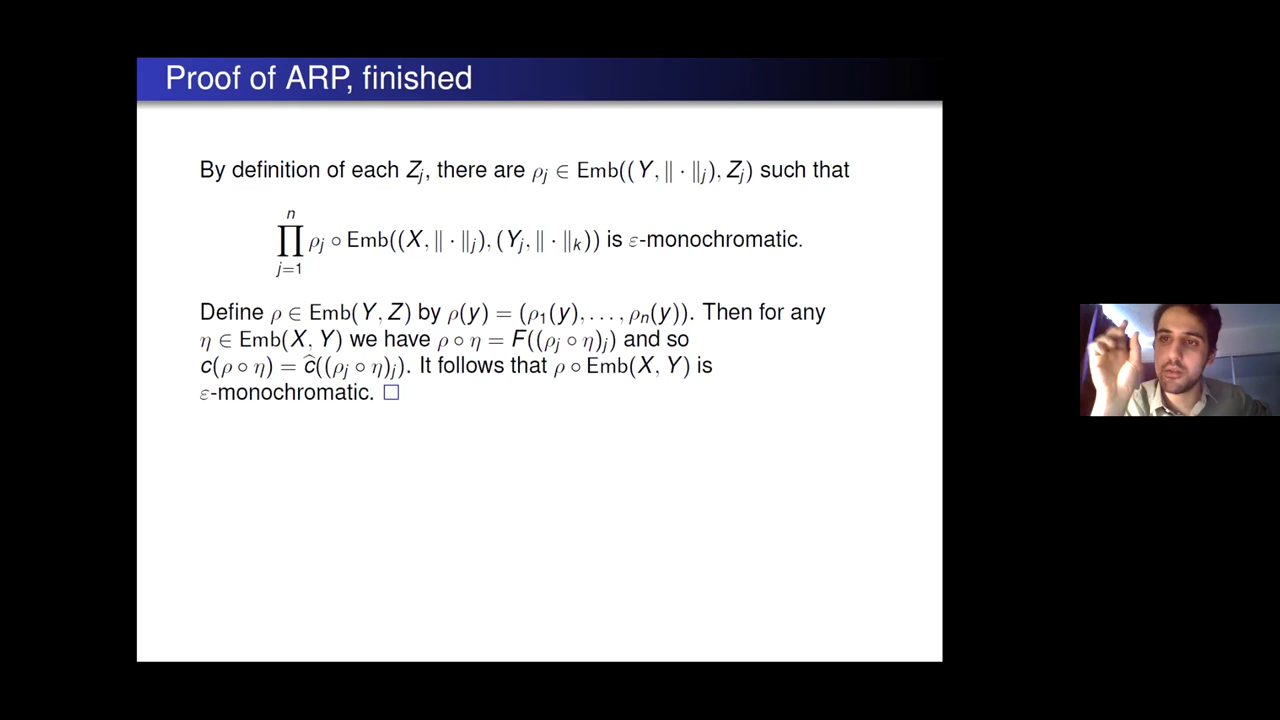 Proof of ARP, finished
By definition of each Z_j, there are ρ_j ∈ Emb((Y, ‖ · ‖_j), Z_j) such that
∏_{j=1}^{n} ρ_j ∘ Emb((X, ‖ · ‖_j), (Y_j, ‖ · ‖_k)) is ε-monochromatic.
Define ρ ∈ Emb(Y, Z) by ρ(y) = (ρ_1(y), . . . , ρ_n(y)). Then for any
η ∈ Emb(X, Y) we have ρ ∘ η = F((ρ_j ∘ η)_j) and so
c(ρ ∘ η) = ĉ((ρ_j ∘ η)_j). It follows that ρ ∘ Emb(X, Y) is
ε-monochromatic. □